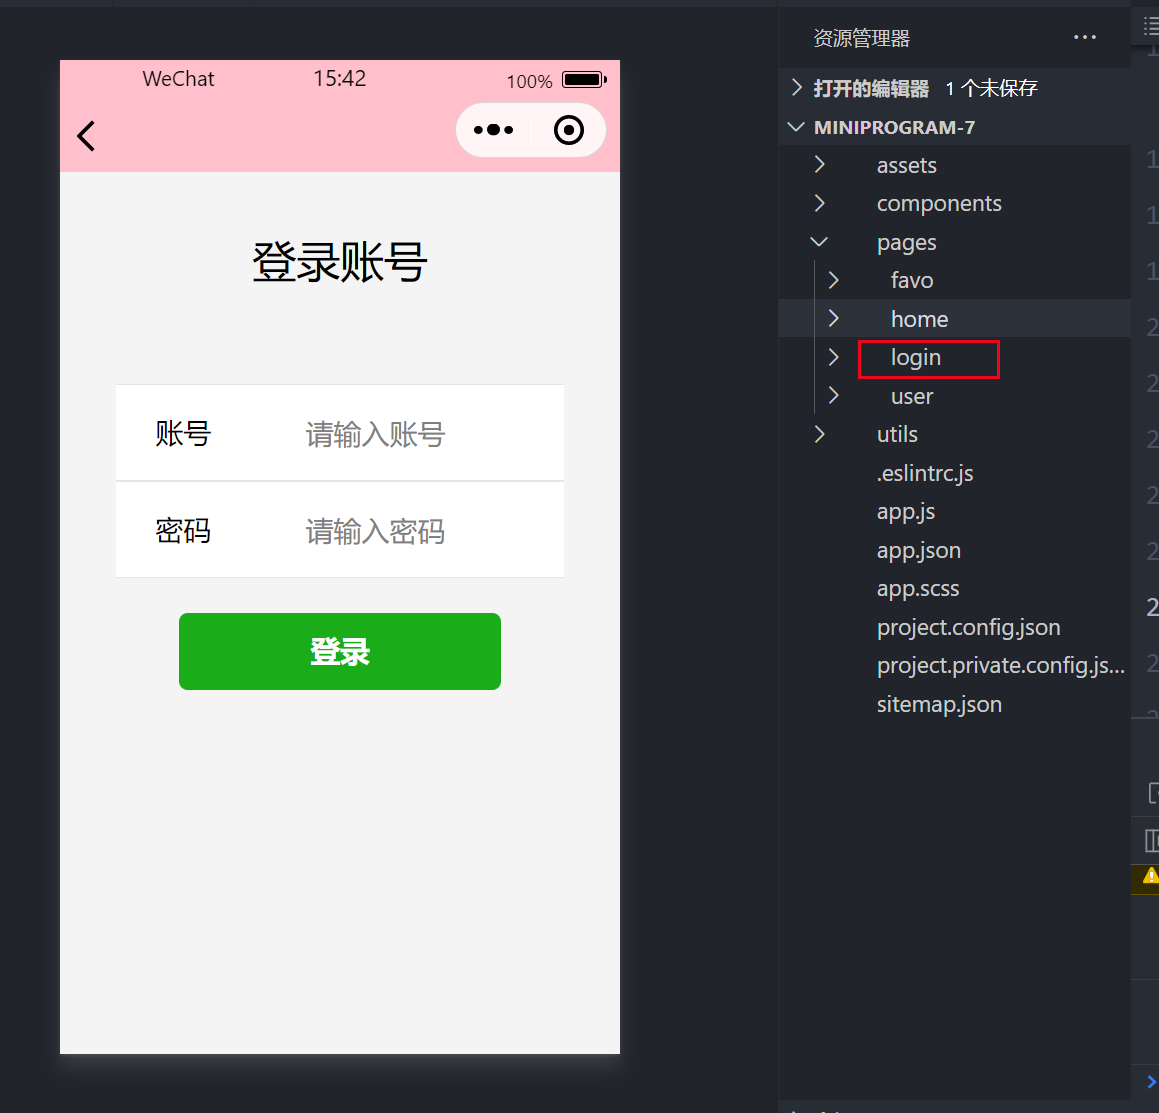 WeChat 15:42 100%
登录账号
账号 请输入账号
密码 请输入密码
登录
资源管理器
打开的编辑器 1 个未保存
MINIPROGRAM-7
assets
components
pages
favo
home
login
user
utils
.eslintrc.js
app.js
app.json
app.scss
project.config.json
project.private.config.js...
sitemap.json